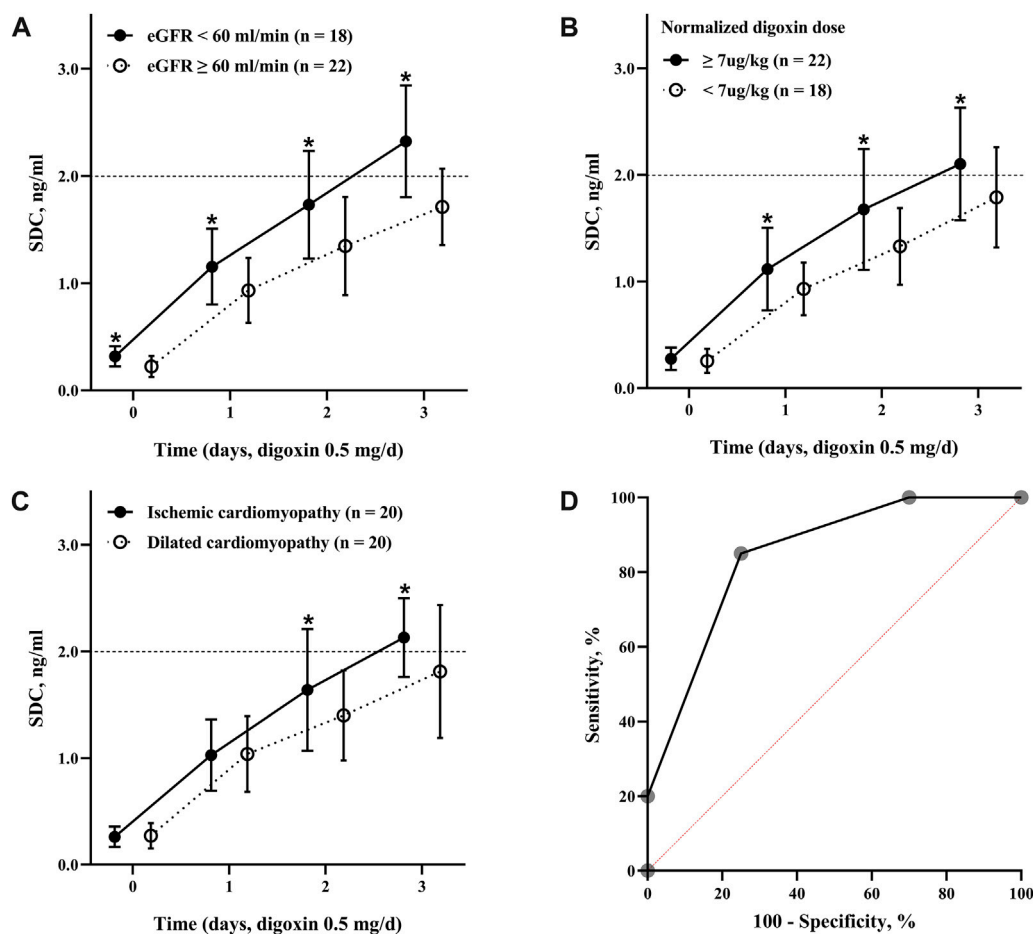 A
eGFR < 60 ml/min (n = 18)
eGFR ≥ 60 ml/min (n = 22)
3.0
2.0
1.0
0.0
SDC, ng/ml
*
*
*
*
0 1 2 3
Time (days, digoxin 0.5 mg/d)
B
Normalized digoxin dose
≥ 7ug/kg (n = 22)
< 7ug/kg (n = 18)
3.0
2.0
1.0
0.0
SDC, ng/ml
*
*
*
0 1 2 3
Time (days, digoxin 0.5 mg/d)
C
Ischemic cardiomyopathy (n = 20)
Dilated cardiomyopathy (n = 20)
3.0
2.0
1.0
0.0
SDC, ng/ml
*
*
0 1 2 3
Time (days, digoxin 0.5 mg/d)
D
100
80
60
40
20
0
Sensitivity, %
0 20 40 60 80 100
100 - Specificity, %